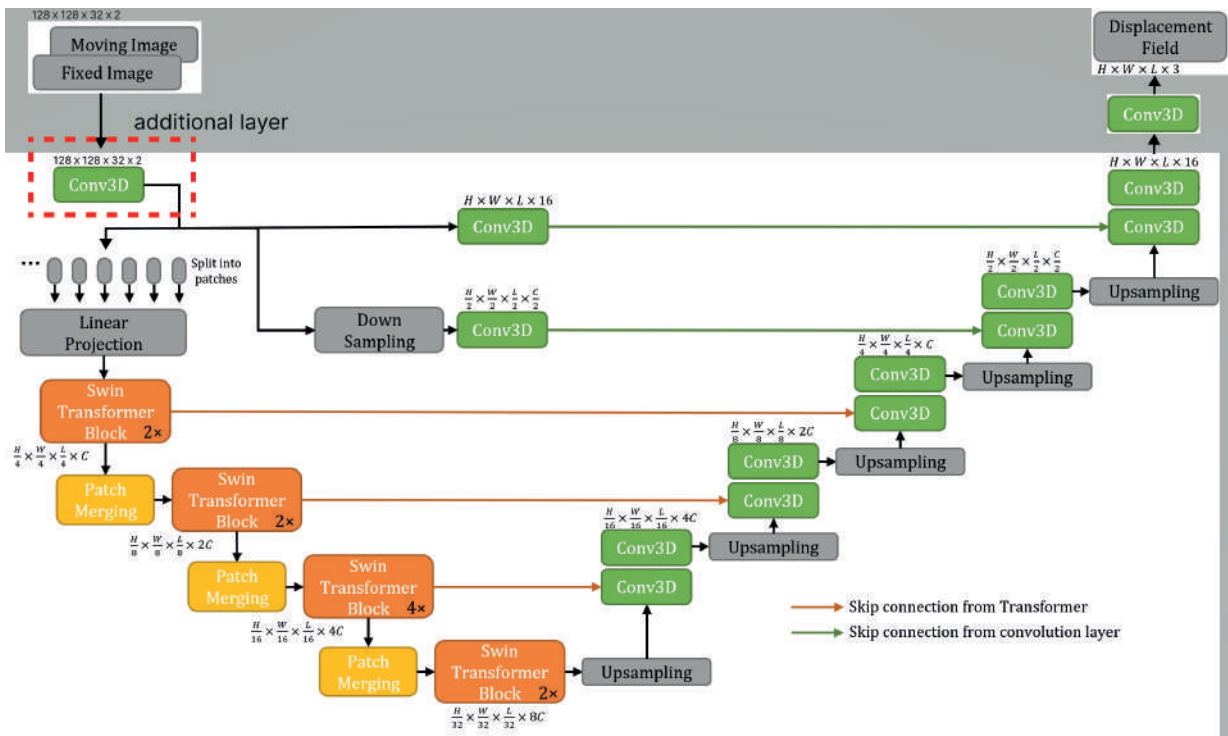 128 x 128 x 32 x 2
Moving Image
Fixed Image
additional layer
128 x 128 x 32 x 2
Conv3D
Displacement
Field
H × W × L × 3
Conv3D
H × W × L × 16
Conv3D
Conv3D
H × W × L × 16
Conv3D
...
Split into
patches
Linear
Projection
Down
Sampling
H/2 × W/2 × L/2 × C/2
Conv3D
H/2 × W/2 × L/2 × C/2
Conv3D
Conv3D
Upsampling
H/4 × W/4 × L/4 × C
Conv3D
Conv3D
Upsampling
Swin
Transformer
Block 2×
H/4 × W/4 × L/4 × C
H/8 × W/8 × L/8 × 2C
Conv3D
Conv3D
Upsampling
Patch
Merging
Swin
Transformer
Block 2×
H/8 × W/8 × L/8 × 2C
H/16 × W/16 × L/16 × 4C
Conv3D
Conv3D
Upsampling
Patch
Merging
Swin
Transformer
Block 4×
H/16 × W/16 × L/16 × 4C
Patch
Merging
Swin
Transformer
Block 2×
H/32 × W/32 × L/32 × 8C
Upsampling
Skip connection from Transformer
Skip connection from convolution layer